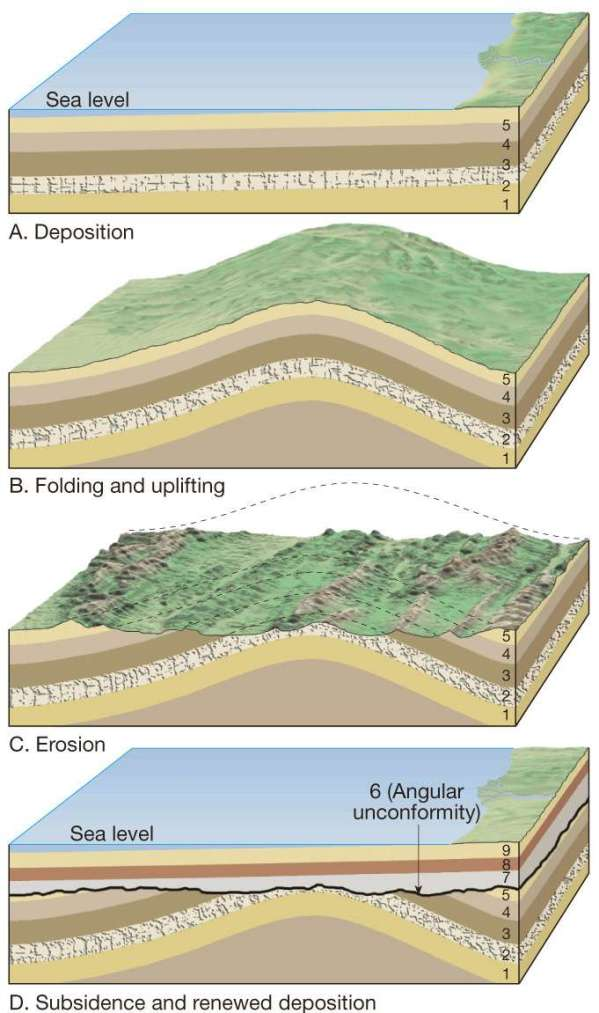 Sea level
5
4
3
2
1
A. Deposition
5
4
3
2
1
B. Folding and uplifting
5
4
3
2
1
C. Erosion
6 (Angular
unconformity)
Sea level
9
8
7
5
4
3
2
1
D. Subsidence and renewed deposition